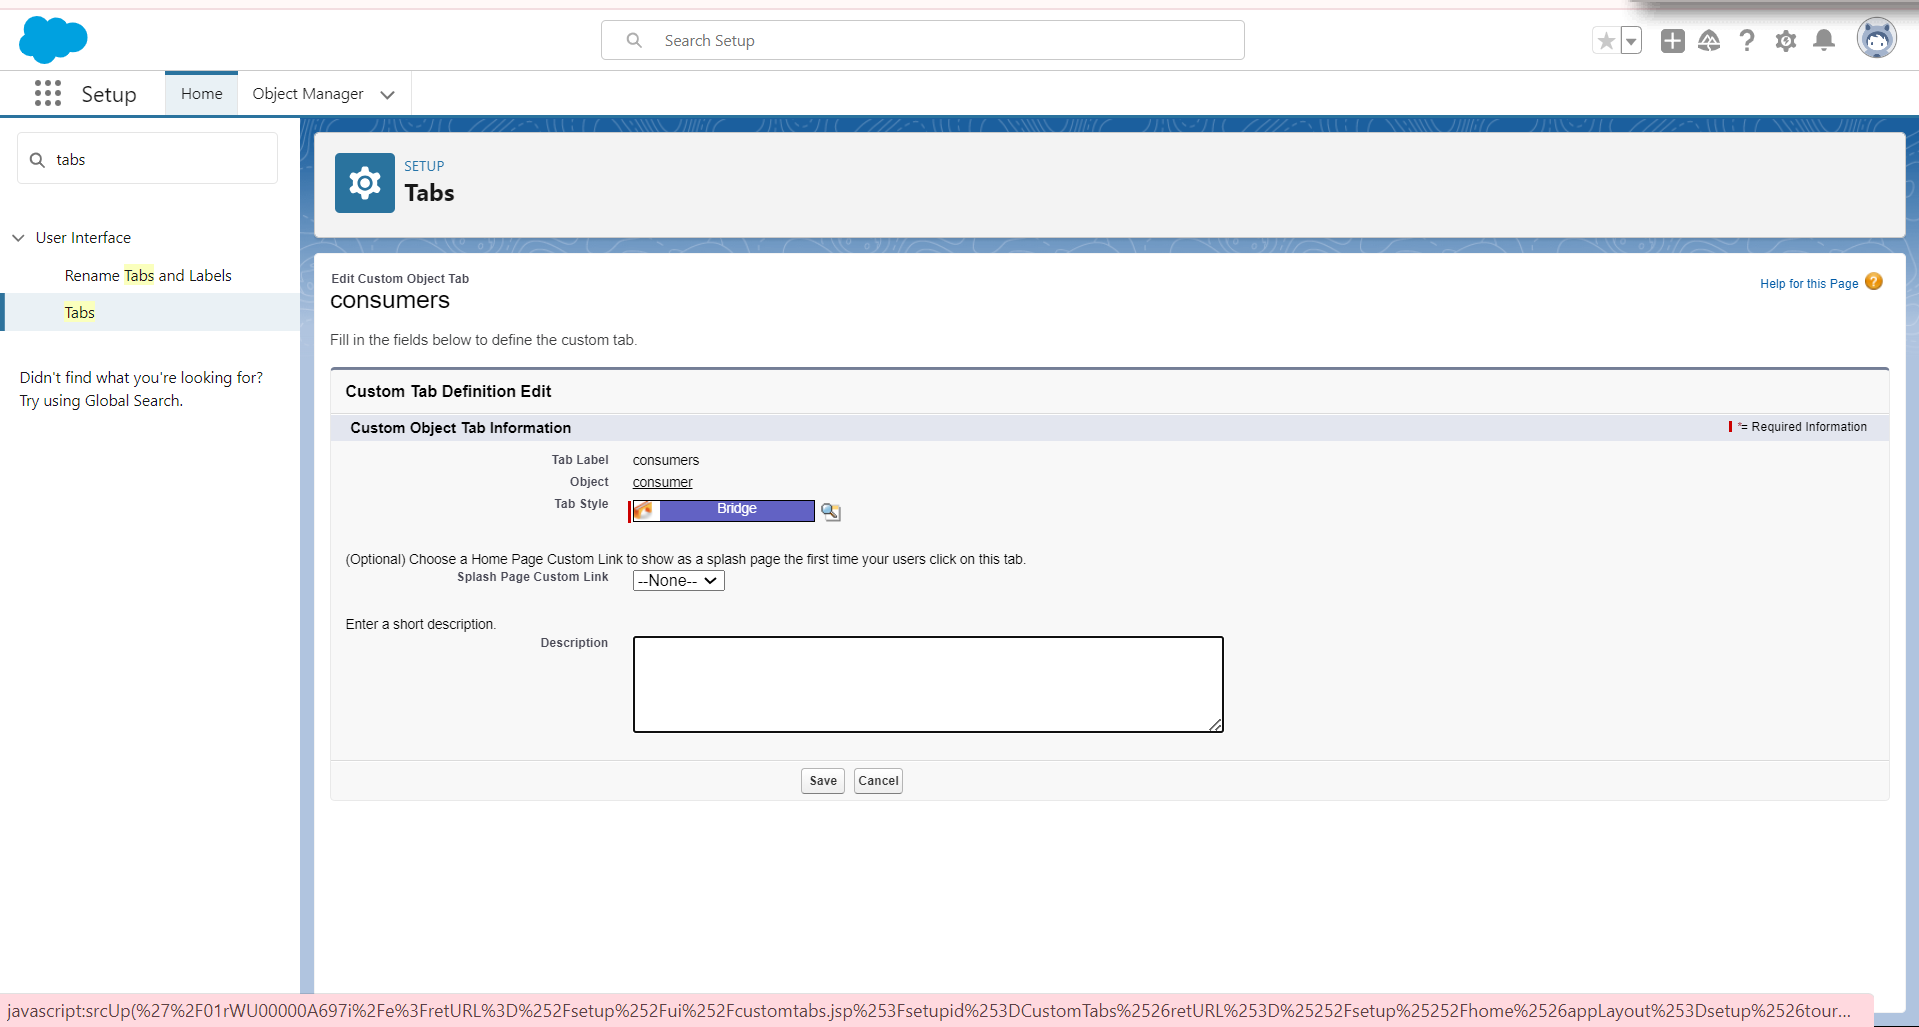 Search Setup
Setup
Home
Object Manager
tabs
User Interface
Rename Tabs and Labels
Tabs
Didn't find what you're looking for?
Try using Global Search.
SETUP
Tabs
Edit Custom Object Tab
consumers
Help for this Page
Fill in the fields below to define the custom tab.
Custom Tab Definition Edit
Custom Object Tab Information
*= Required Information
Tab Label consumers
Object consumer
Tab Style Bridge
(Optional) Choose a Home Page Custom Link to show as a splash page the first time your users click on this tab.
Splash Page Custom Link --None--
Enter a short description.
Description
Save Cancel
javascript:srcUp(%27%2F01rWU00000A697i%2Fe%3FretURL%3D%252Fsetup%252Fui%252Fcustomtabs.jsp%253Fsetupid%253DCustomTabs%2526retURL%253D%25252Fsetup%25252Fhome%2526appLayout%253Dsetup%2526tour...